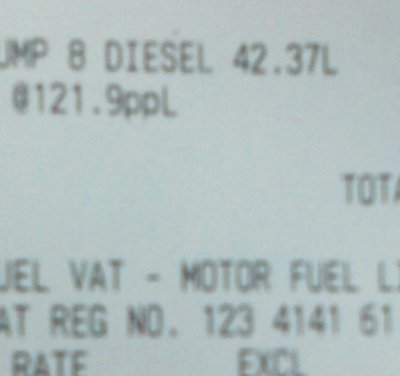 UMP 8 DIESEL 42.37L
@121.9ppL
TOTA
UEL VAT - MOTOR FUEL LI
AT REG NO. 123 4141 61
RATE EXCL